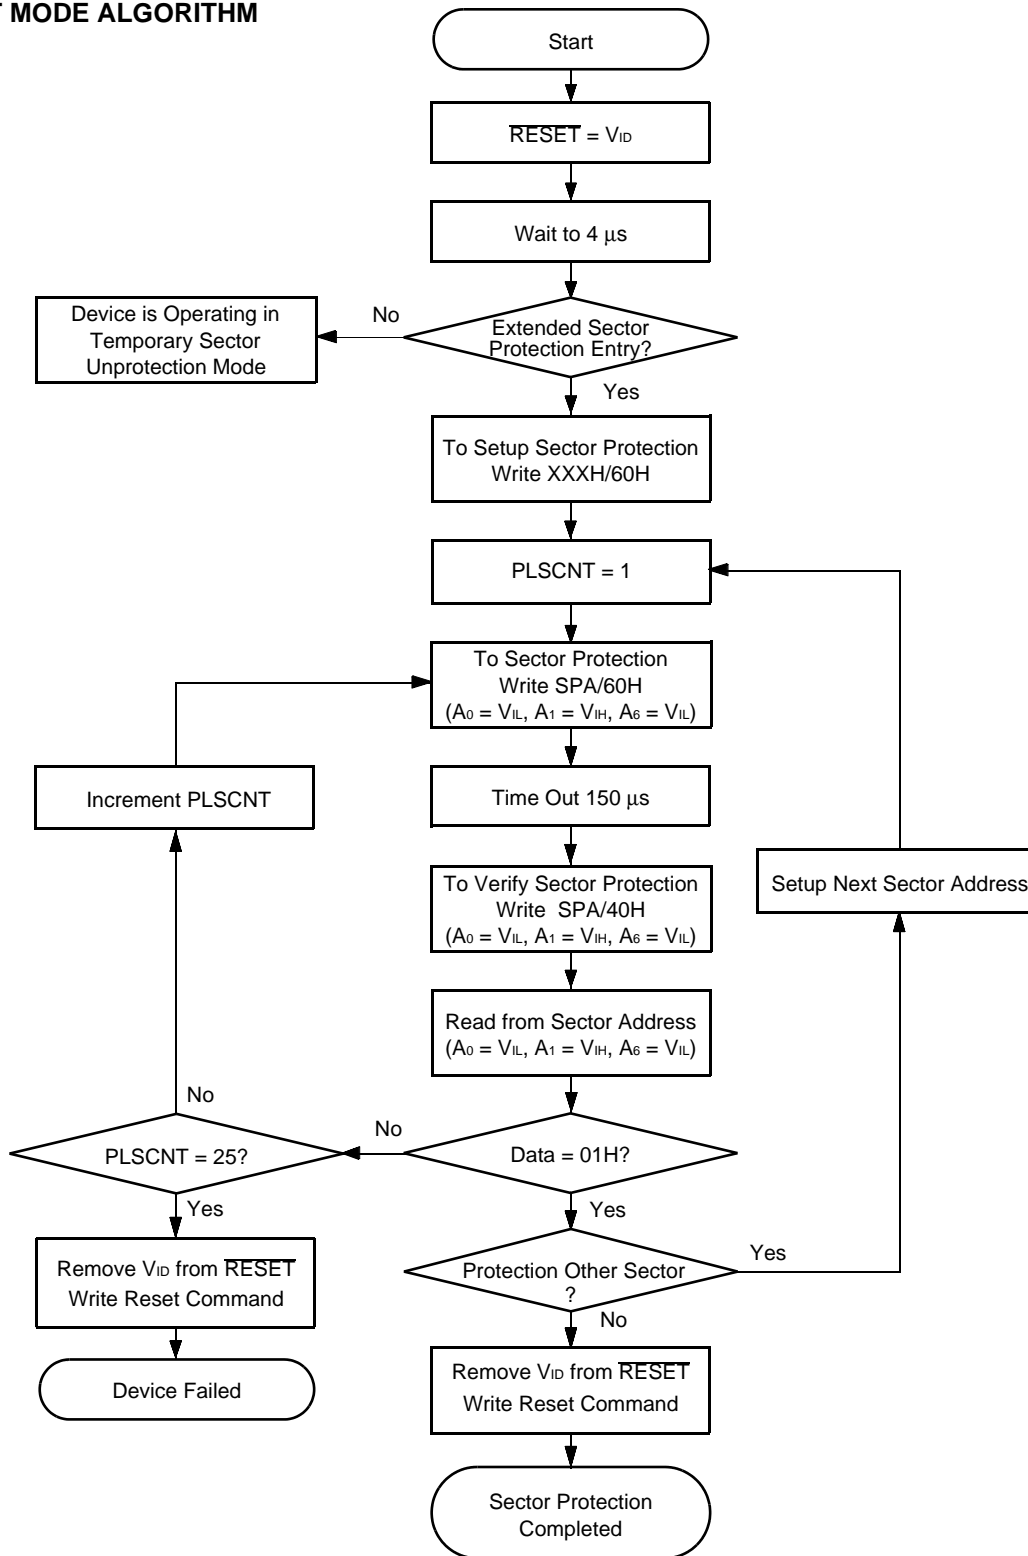 T MODE ALGORITHM
Start
RESET = VID
Wait to 4 µs
Extended Sector
Protection Entry?
No
Device is Operating in
Temporary Sector
Unprotection Mode
Yes
To Setup Sector Protection
Write XXXH/60H
PLSCNT = 1
To Sector Protection
Write SPA/60H
(A0 = VIL, A1 = VIH, A6 = VIL)
Increment PLSCNT
Time Out 150 µs
To Verify Sector Protection
Write SPA/40H
(A0 = VIL, A1 = VIH, A6 = VIL)
Setup Next Sector Address
Read from Sector Address
(A0 = VIL, A1 = VIH, A6 = VIL)
No
PLSCNT = 25?
No
Data = 01H?
Yes
Yes
Remove VID from RESET
Write Reset Command
Protection Other Sector
?
Yes
No
Device Failed
Remove VID from RESET
Write Reset Command
Sector Protection
Completed